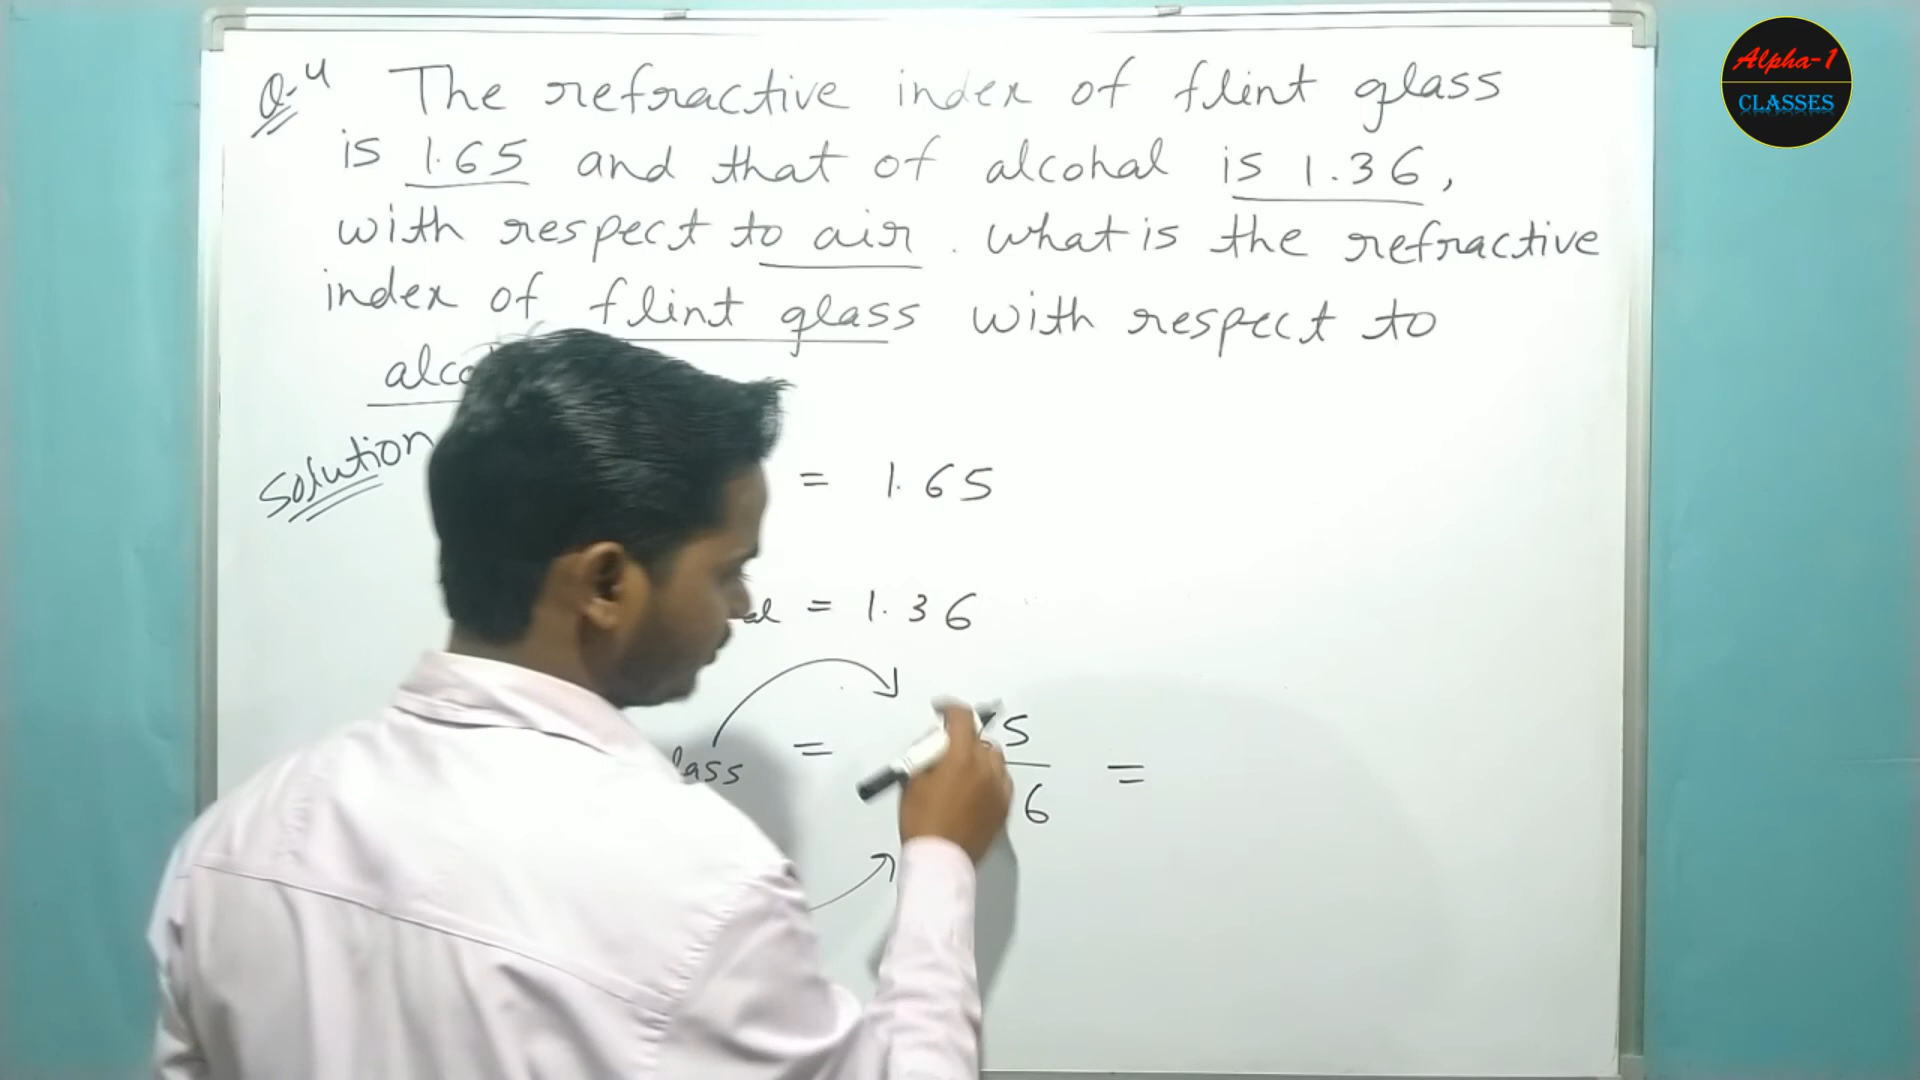 Q-4 The refractive index of flint glass
is 1.65 and that of alcohal is 1.36,
with respect to air. What is the refractive
index of flint glass with respect to
Solution
= 1.65
= 1.36
=
=
Alpha-1
CLASSES